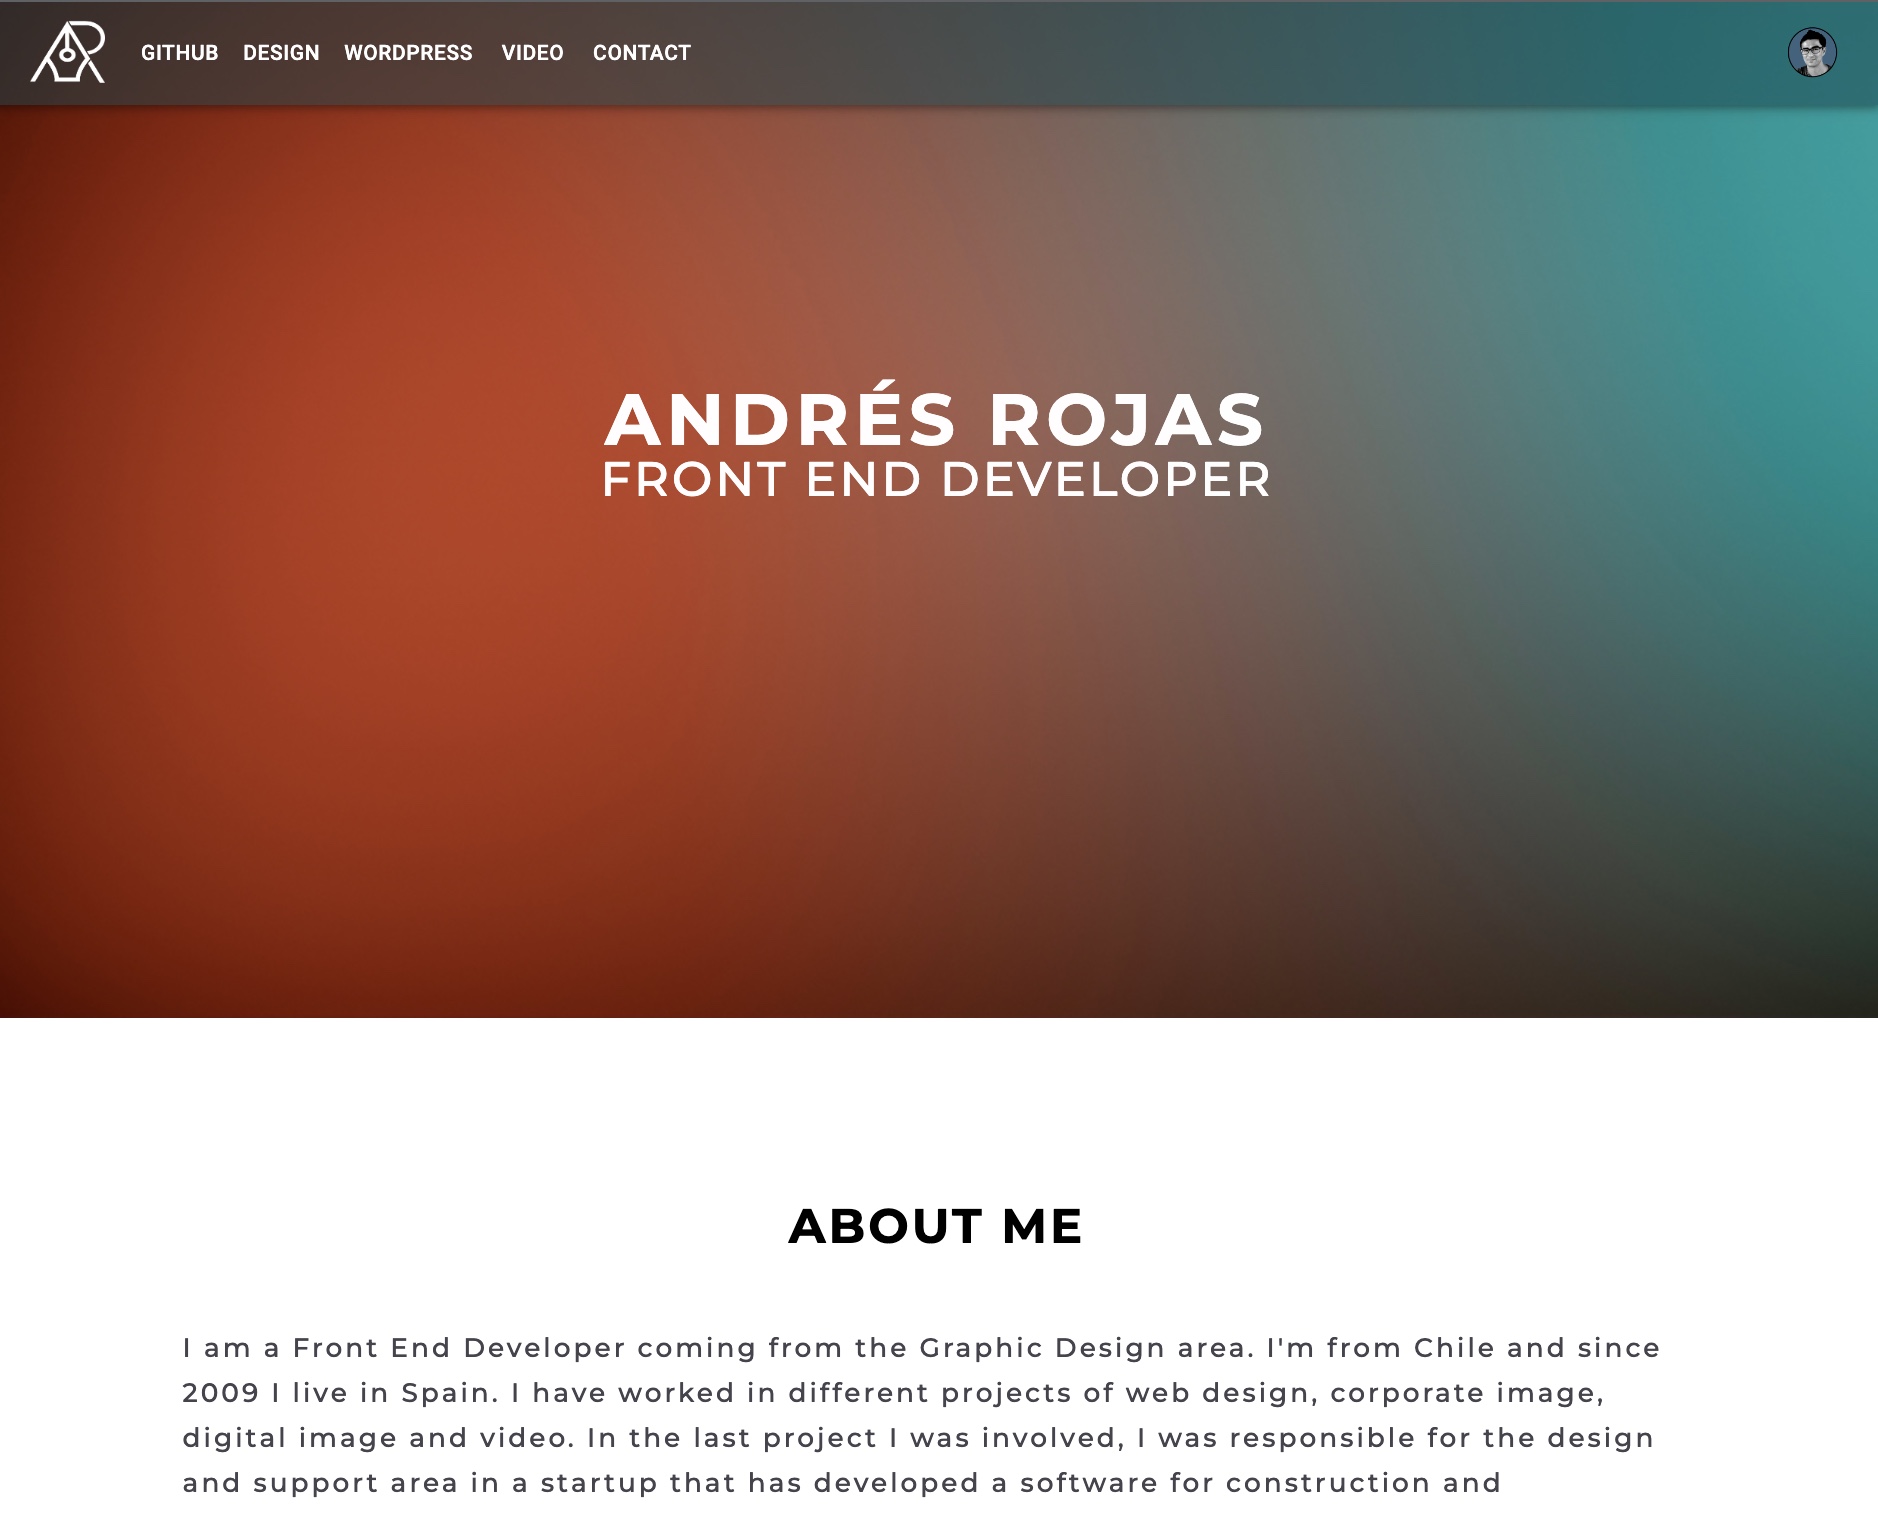 GITHUB DESIGN WORDPRESS VIDEO CONTACT
ANDRÉS ROJAS
FRONT END DEVELOPER
ABOUT ME
I am a Front End Developer coming from the Graphic Design area. I'm from Chile and since
2009 I live in Spain. I have worked in different projects of web design, corporate image,
digital image and video. In the last project I was involved, I was responsible for the design
and support area in a startup that has developed a software for construction and